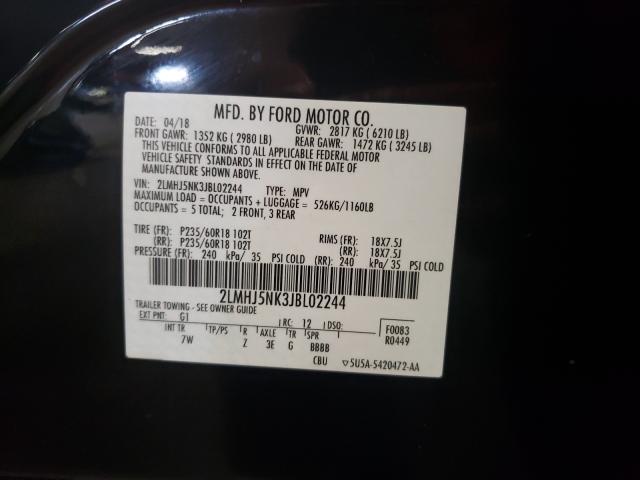 MFD. BY FORD MOTOR CO.
DATE: 04/18 GVWR: 2817 KG ( 6210 LB)
FRONT GAWR: 1352 KG ( 2980 LB) REAR GAWR: 1472 KG ( 3245 LB)
THIS VEHICLE CONFORMS TO ALL APPLICABLE FEDERAL MOTOR
VEHICLE SAFETY STANDARDS IN EFFECT ON THE DATE OF
MANUFACTURE SHOWN ABOVE.
VIN: 2LMHJ5NK3JBL02244 TYPE: MPV
MAXIMUM LOAD = OCCUPANTS + LUGGAGE = 526KG/1160LB
OCCUPANTS = 5 TOTAL; 2 FRONT, 3 REAR
TIRE (FR): P235/60R18 102T RIMS (FR): 18X7.5J
(RR): P235/60R18 102T (RR): 18X7.5J
PRESSURE (FR): 240 kPa/ 35 PSI COLD (RR): 240 kPa/ 35 PSI COLD
2LMHJ5NK3JBL02244
TRAILER TOWING - SEE OWNER GUIDE
EXT PNT: G1 RC: 12 DSO: F0083
INT TR TP/PS R AXLE TR SPR R0449
7W Z 3E G BBBB
CBU ▽5U5A-5420472-AA